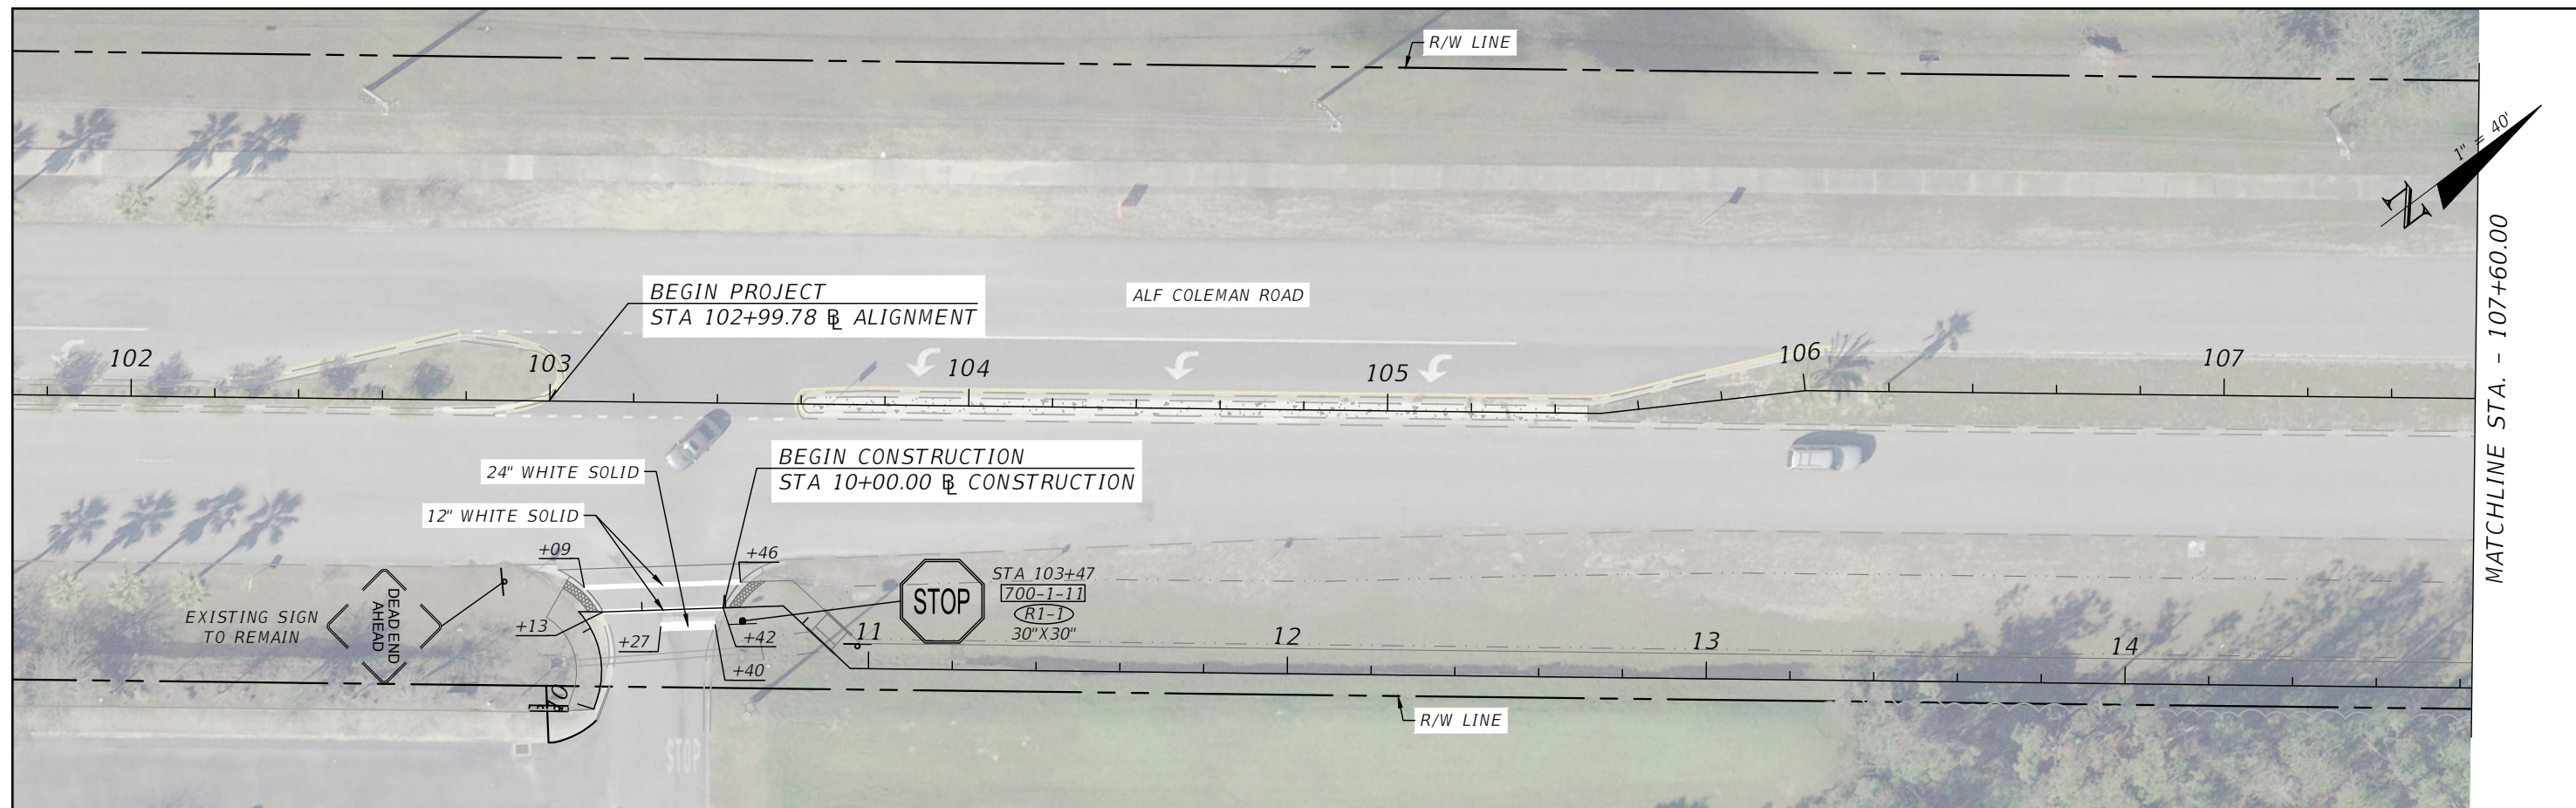 R/W LINE
1" = 40'
N
MATCHLINE STA. - 107+60.00
BEGIN PROJECT
STA 102+99.78 BL ALIGNMENT
ALF COLEMAN ROAD
102
103
104
105
106
107
BEGIN CONSTRUCTION
STA 10+00.00 BL CONSTRUCTION
24" WHITE SOLID
12" WHITE SOLID
+09
+46
EXISTING SIGN
TO REMAIN
DEAD END
AHEAD
STOP
STA 103+47
700-1-11
R1-1
30"X30"
+13
+27
+42
+40
10
11
12
13
14
R/W LINE
STOP